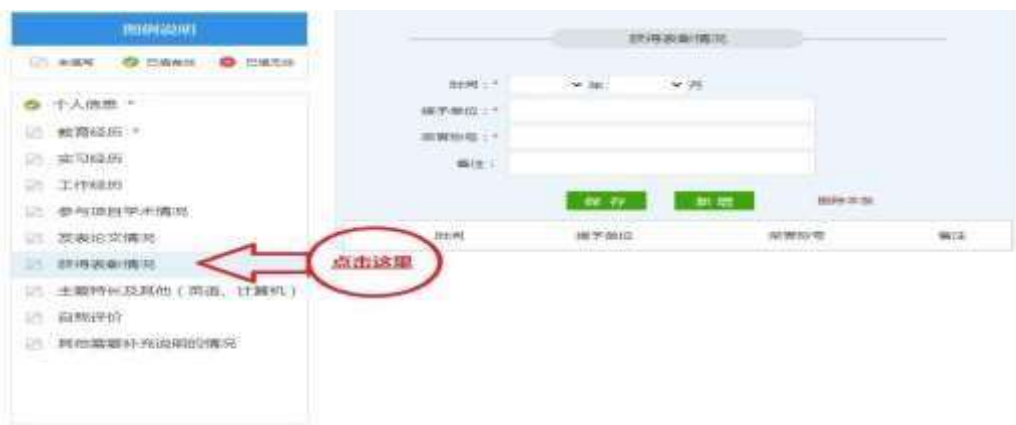 图例说明
未填写 已填有效 已填无效
个人信息 *
教育经历 *
实习经历
工作经历
参与项目学术情况
发表论文情况
获得表彰情况
主要特长及其他（英语、计算机）
自我评价
其他需要补充说明的情况
点击这里
获得表彰情况
时间：* 年 月
授予单位：*
荣誉称号：*
备注：
保存 新增 删除本版
时间 授予单位 荣誉称号 备注